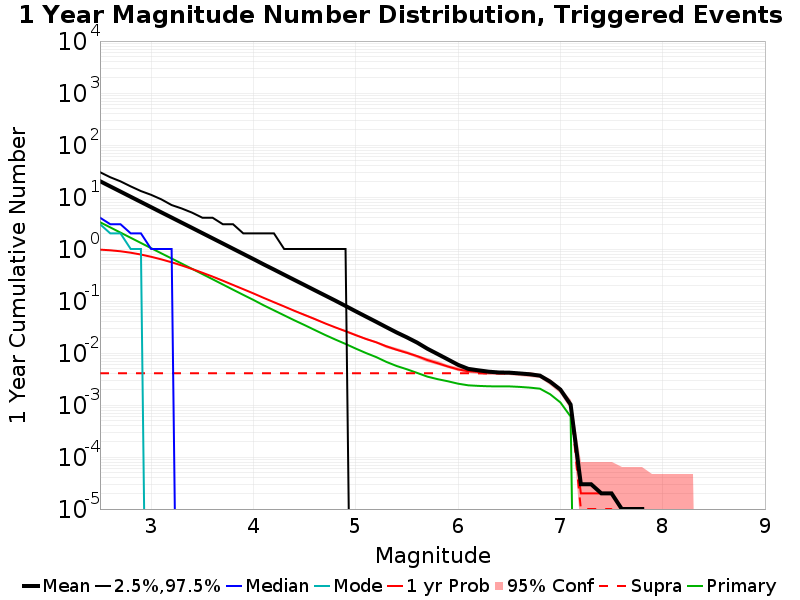 1 Year Magnitude Number Distribution, Triggered Events
1 Year Cumulative Number
10^4
10^3
10^2
10^1
10^0
10^-1
10^-2
10^-3
10^-4
10^-5
3 4 5 6 7 8 9
Magnitude
Mean 2.5%,97.5% Median Mode 1 yr Prob 95% Conf Supra Primary